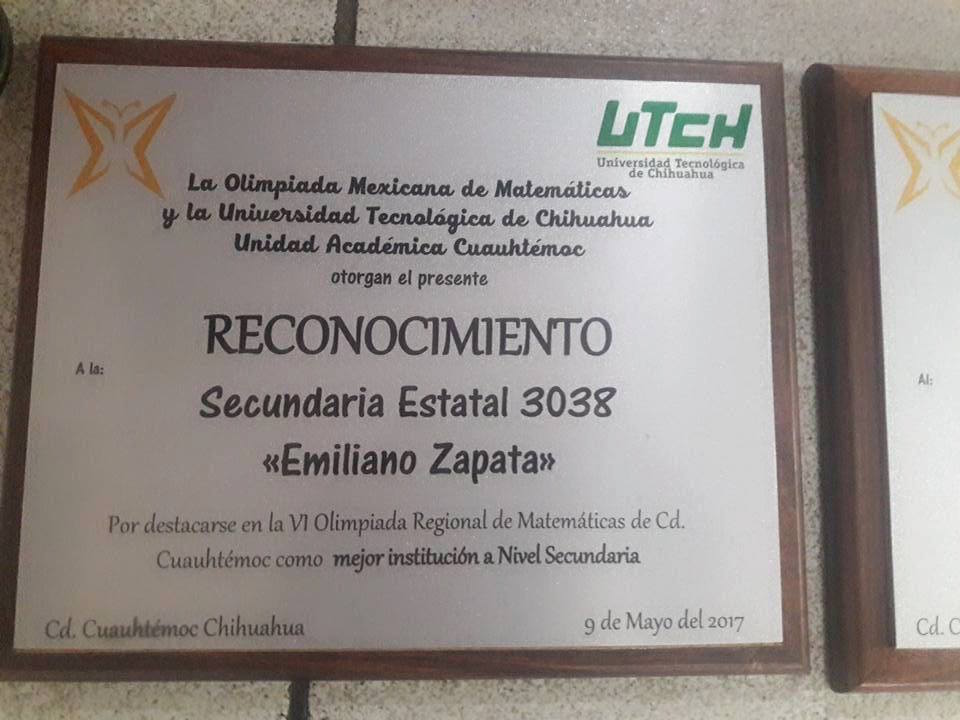 UTCH
Universidad Tecnológica
de Chihuahua
La Olimpiada Mexicana de Matemáticas
y la Universidad Tecnológica de Chihuahua
Unidad Académica Cuauhtémoc
otorgan el presente
RECONOCIMIENTO
A la:
Secundaria Estatal 3038
«Emiliano Zapata»
Por destacarse en la VI Olimpiada Regional de Matemáticas de Cd.
Cuauhtémoc como mejor institución a Nivel Secundaria
Cd. Cuauhtémoc Chihuahua
9 de Mayo del 2017
Al:
Cd. C